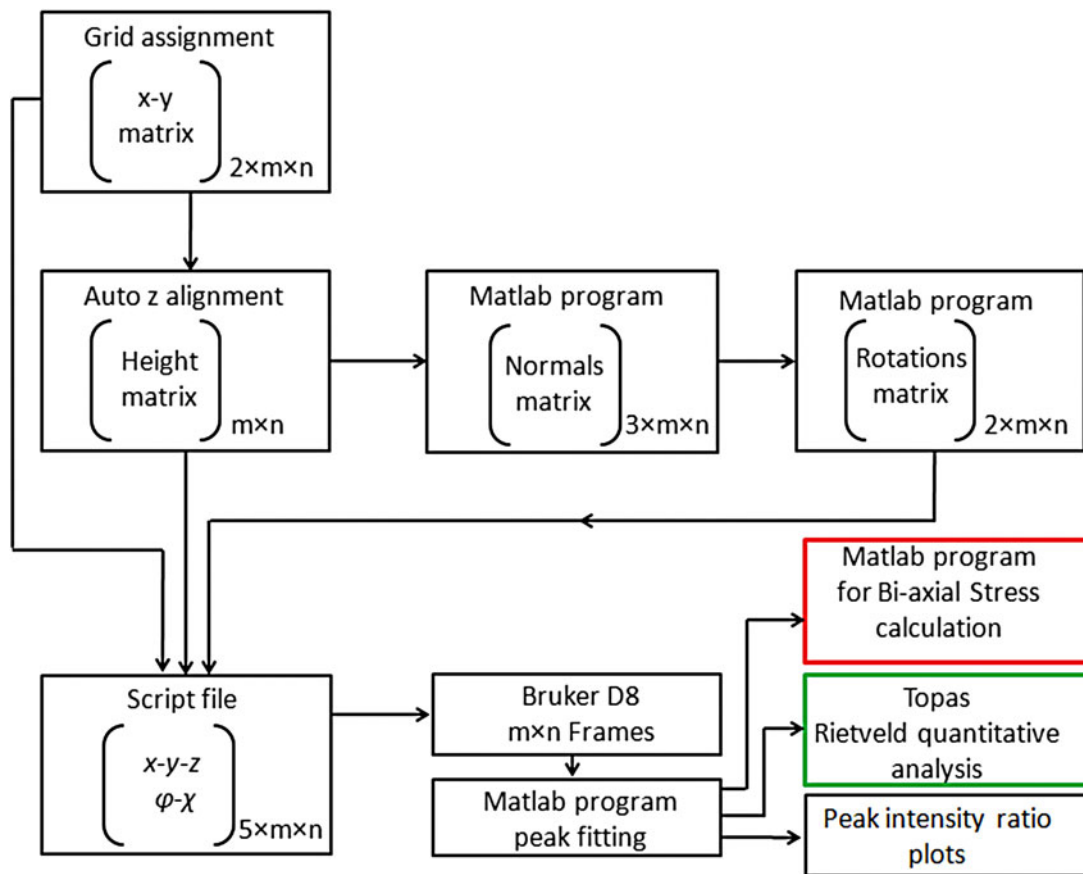 Grid assignment
x-y
matrix
2×m×n
Auto z alignment
Height
matrix
m×n
Matlab program
Normals
matrix
3×m×n
Matlab program
Rotations
matrix
2×m×n
Script file
x-y-z
φ-χ
5×m×n
Bruker D8
m×n Frames
Matlab program
peak fitting
Matlab program
for Bi-axial Stress
calculation
Topas
Rietveld quantitative
analysis
Peak intensity ratio
plots